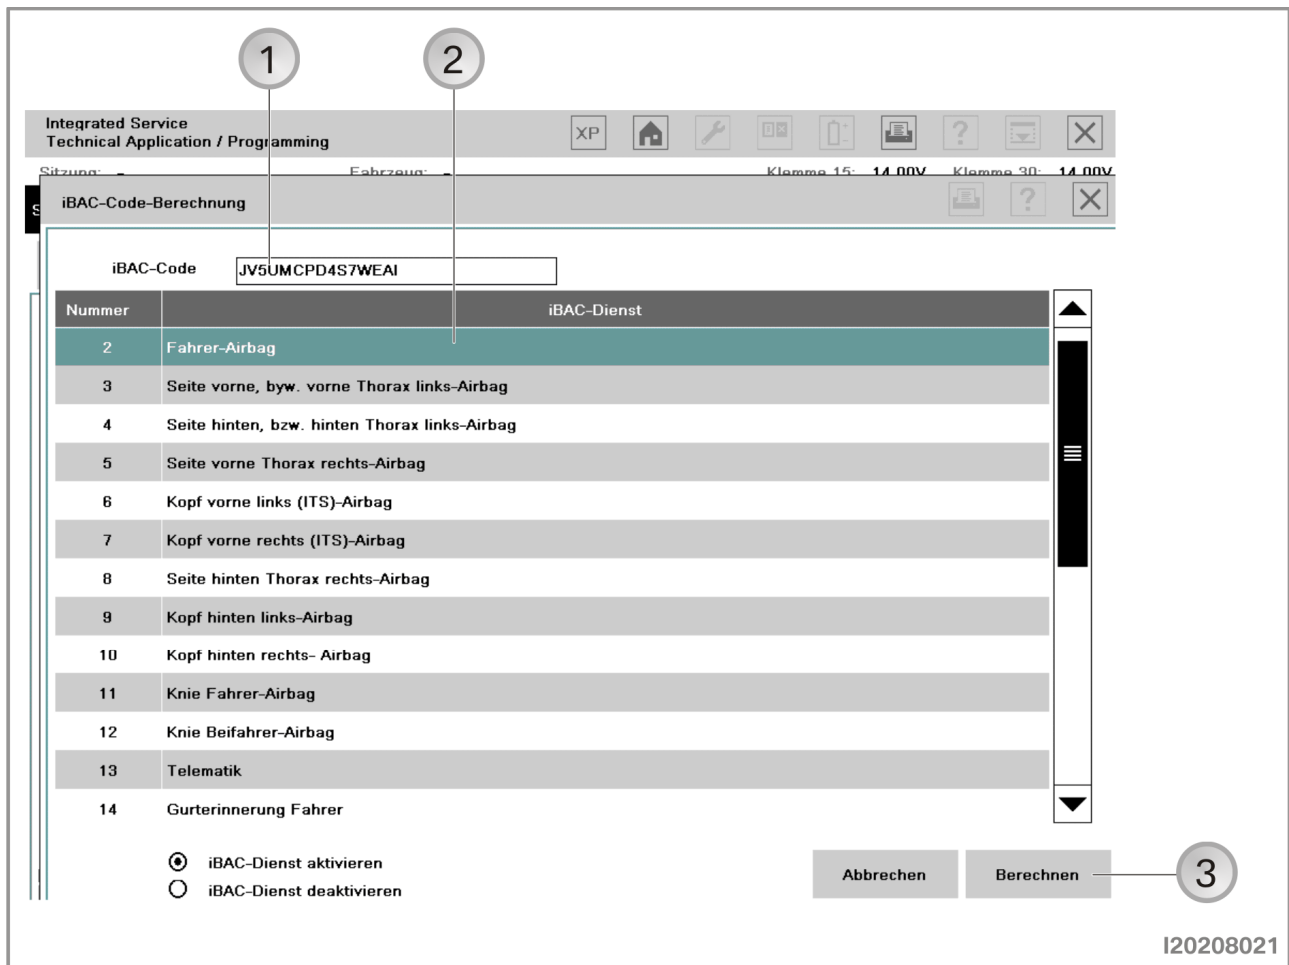 1 2
Integrated Service
Technical Application / Programming
XP
?
Sitzung: -
Fahrzeug: -
Klemme 15: 14.00V
Klemme 30: 14.00V
S
iBAC-Code-Berechnung
?
iBAC-Code
JV5UMCPD4S7WEAI
Nummer iBAC-Dienst
2 Fahrer-Airbag
3 Seite vorne, byw. vorne Thorax links-Airbag
4 Seite hinten, bzw. hinten Thorax links-Airbag
5 Seite vorne Thorax rechts-Airbag
6 Kopf vorne links (ITS)-Airbag
7 Kopf vorne rechts (ITS)-Airbag
8 Seite hinten Thorax rechts-Airbag
9 Kopf hinten links-Airbag
10 Kopf hinten rechts- Airbag
11 Knie Fahrer-Airbag
12 Knie Beifahrer-Airbag
13 Telematik
14 Gurterinnerung Fahrer
iBAC-Dienst aktivieren
iBAC-Dienst deaktivieren
Abbrechen
Berechnen
3
I20208021